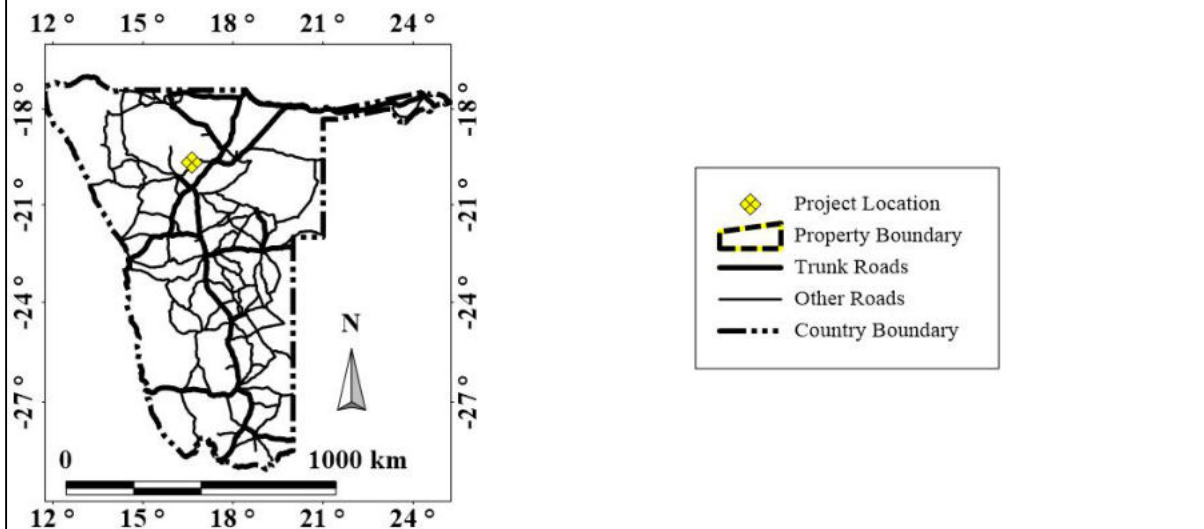 12 ° 15 ° 18 ° 21 ° 24 °
-18 ° -18 °
-21 ° -21 °
-24 ° -24 °
-27 ° -27 °
N
0 1000 km
12 ° 15 ° 18 ° 21 ° 24 °
Project Location
Property Boundary
Trunk Roads
Other Roads
Country Boundary